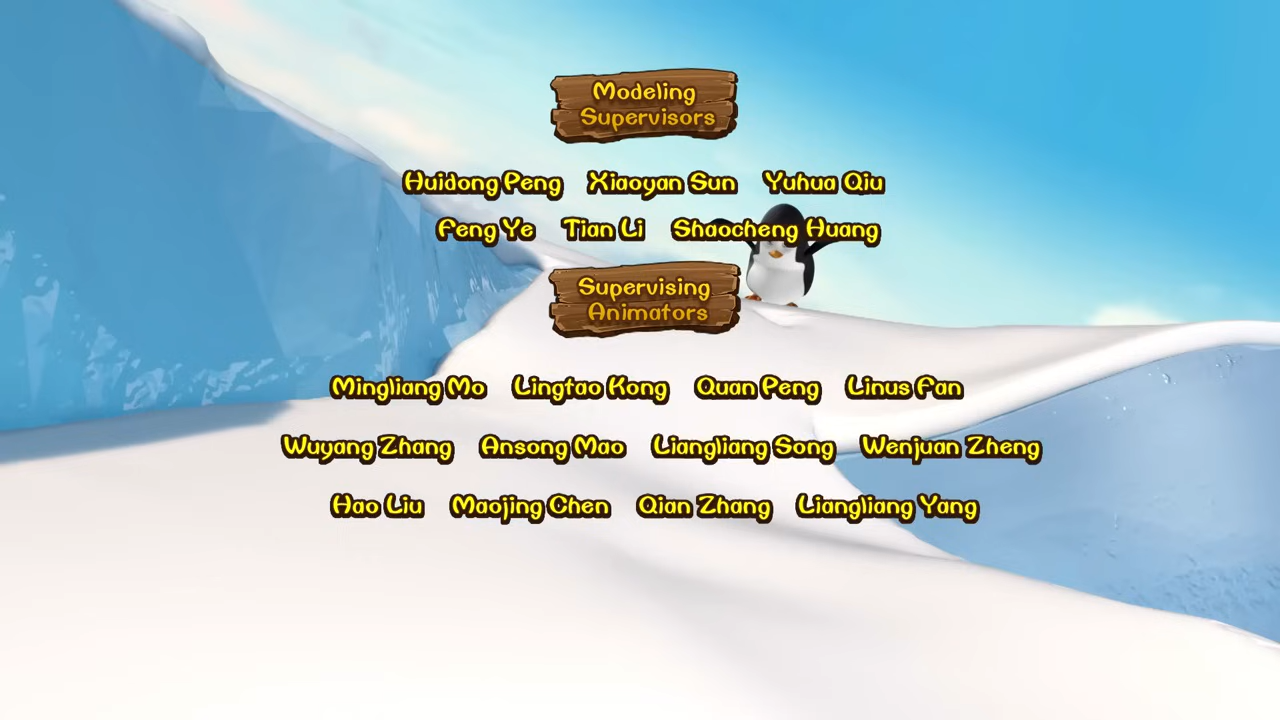 Modeling
Supervisors
Huidong Peng Xiaoyan Sun Yuhua Qiu
Feng Ye Tian Li Shaocheng Huang
Supervising
Animators
Mingliang Mo Lingtao Kong Quan Peng Linus Fan
Wuyang Zhang Ansong Mao Liangliang Song Wenjuan Zheng
Hao Liu Maojing Chen Qian Zhang Liangliang Yang